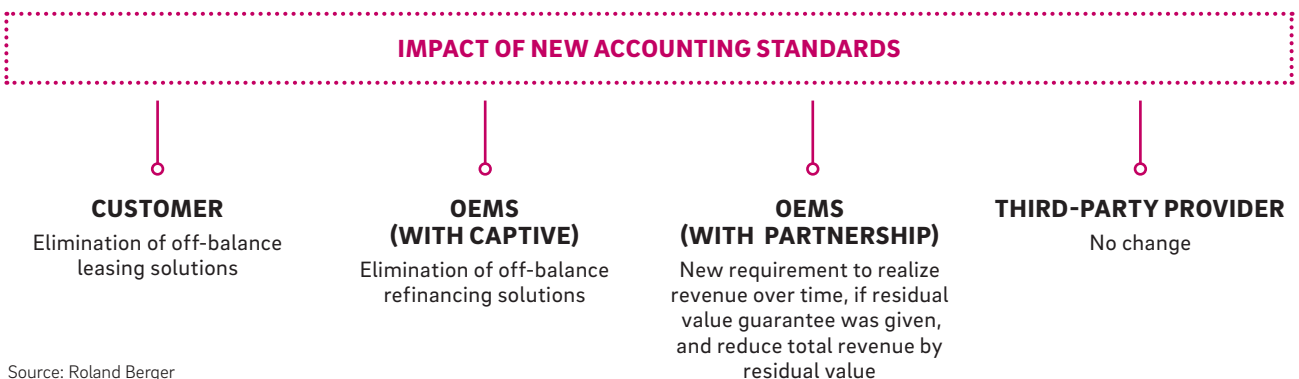 IMPACT OF NEW ACCOUNTING STANDARDS
CUSTOMER
Elimination of off-balance
leasing solutions
OEMS
(WITH CAPTIVE)
Elimination of off-balance
refinancing solutions
OEMS
(WITH PARTNERSHIP)
New requirement to realize
revenue over time, if residual
value guarantee was given,
and reduce total revenue by
residual value
THIRD-PARTY PROVIDER
No change
Source: Roland Berger